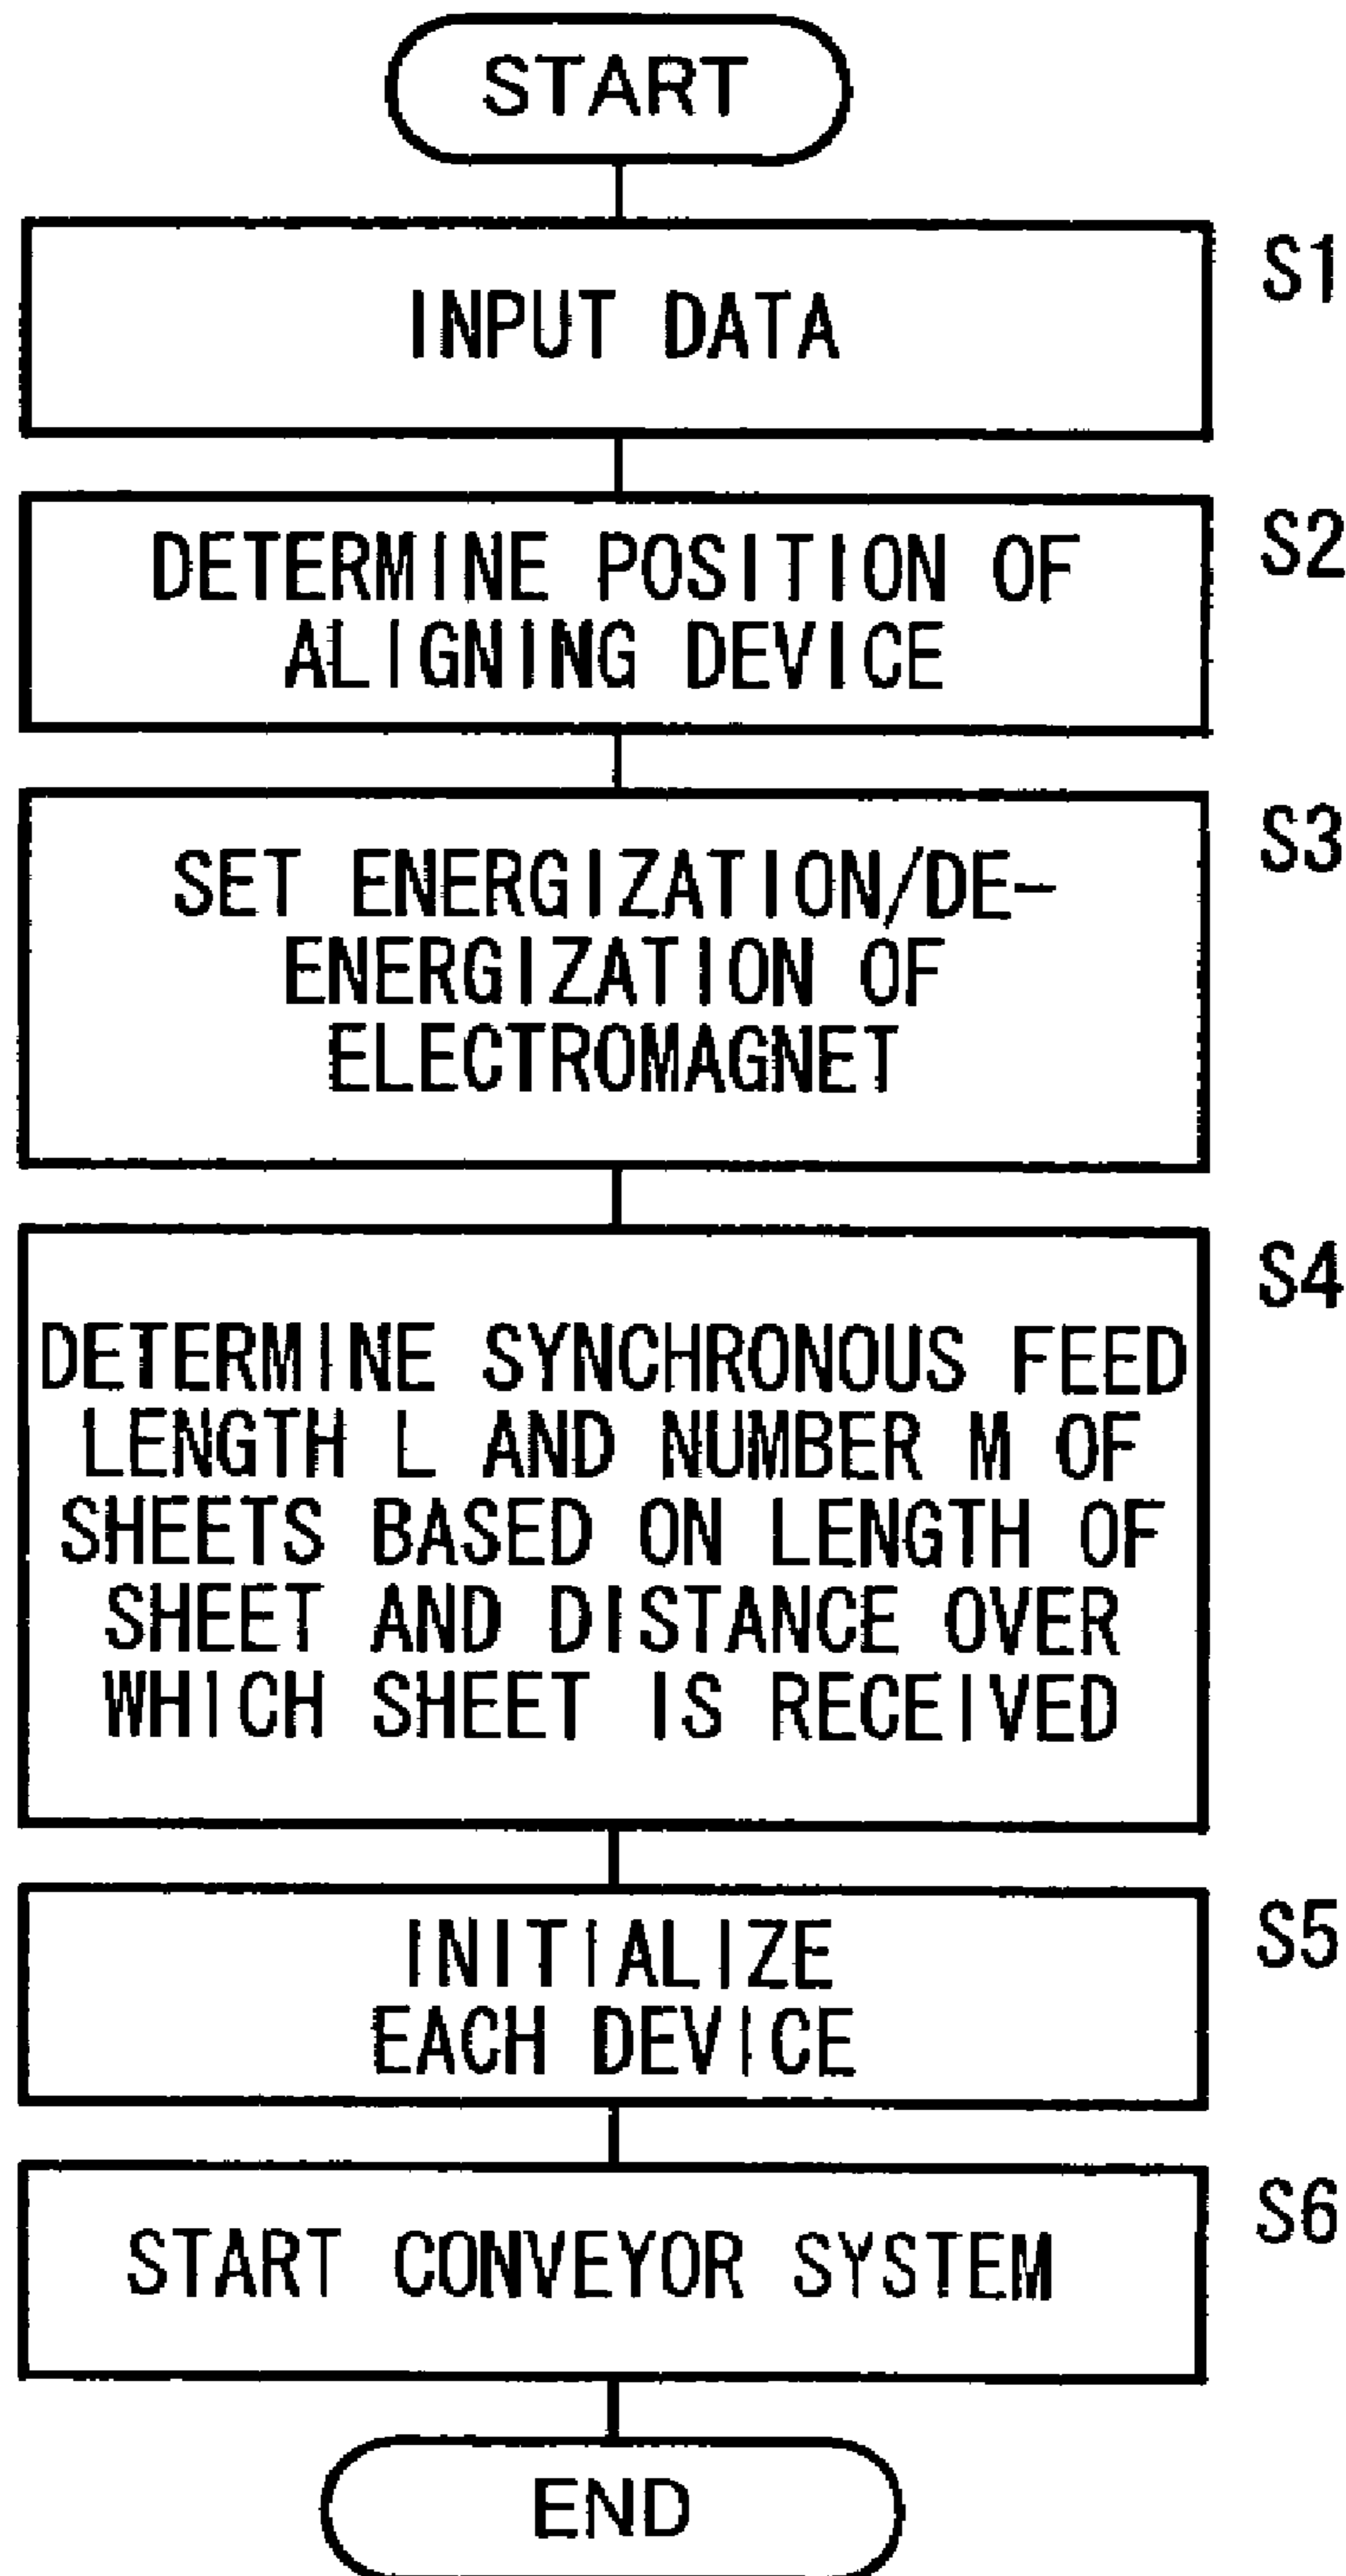 START
S1
INPUT DATA
S2
DETERMINE POSITION OF
ALIGNING DEVICE
S3
SET ENERGIZATION/DE-
ENERGIZATION OF
ELECTROMAGNET
S4
DETERMINE SYNCHRONOUS FEED
LENGTH L AND NUMBER M OF
SHEETS BASED ON LENGTH OF
SHEET AND DISTANCE OVER
WHICH SHEET IS RECEIVED
S5
INITIALIZE
EACH DEVICE
S6
START CONVEYOR SYSTEM
END